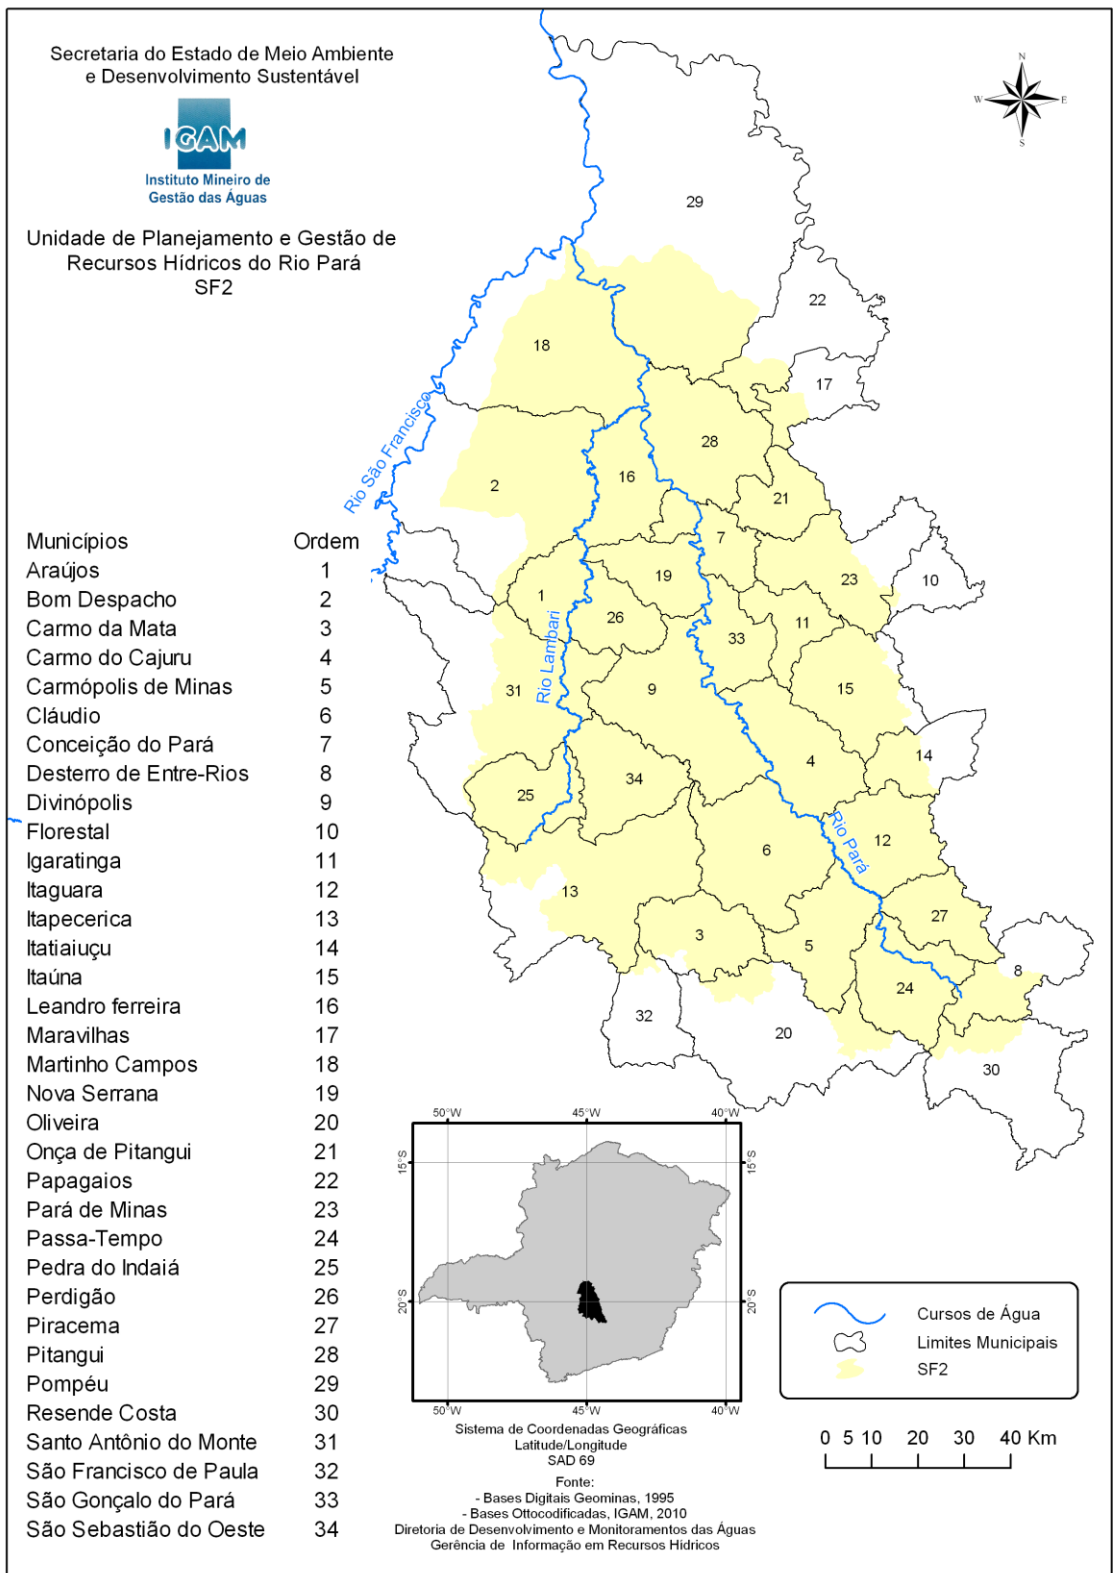 Secretaria do Estado de Meio Ambiente
e Desenvolvimento Sustentável
IGAM
Instituto Mineiro de
Gestão das Águas
Unidade de Planejamento e Gestão de
Recursos Hídricos do Rio Pará
SF2
N
W E
S
29
22
18
17
Rio São Francisco
28
16
2
21
7
19
23
10
1
26
11
33
Rio Lambari
31
9
15
14
4
34
25
Rio Pará
12
6
13
27
3
5
8
24
32
20
30
Municípios Ordem
Araújos 1
Bom Despacho 2
Carmo da Mata 3
Carmo do Cajuru 4
Carmópolis de Minas 5
Cláudio 6
Conceição do Pará 7
Desterro de Entre-Rios 8
Divinópolis 9
Florestal 10
Igaratinga 11
Itaguara 12
Itapecerica 13
Itatiaiuçu 14
Itaúna 15
Leandro ferreira 16
Maravilhas 17
Martinho Campos 18
Nova Serrana 19
Oliveira 20
Onça de Pitangui 21
Papagaios 22
Pará de Minas 23
Passa-Tempo 24
Pedra do Indaiá 25
Perdigão 26
Piracema 27
Pitangui 28
Pompéu 29
Resende Costa 30
Santo Antônio do Monte 31
São Francisco de Paula 32
São Gonçalo do Pará 33
São Sebastião do Oeste 34
50°W 45°W 40°W
15°S 15°S
20°S 20°S
50°W 45°W 40°W
Sistema de Coordenadas Geográficas
Latitude/Longitude
SAD 69
Fonte:
- Bases Digitais Geominas, 1995
- Bases Ottocodificadas, IGAM, 2010
Diretoria de Desenvolvimento e Monitoramentos das Águas
Gerência de Informação em Recursos Hídricos
Cursos de Água
Limites Municipais
SF2
0 5 10 20 30 40 Km